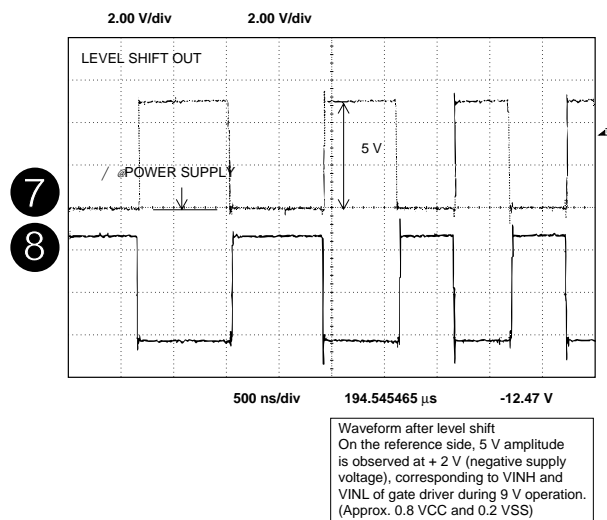 2.00 V/div 2.00 V/div
LEVEL SHIFT OUT
5 V
/ @POWER SUPPLY
7
8
500 ns/div 194.545465 μs -12.47 V
Waveform after level shift
On the reference side, 5 V amplitude
is observed at + 2 V (negative supply
voltage), corresponding to VINH and
VINL of gate driver during 9 V operation.
(Approx. 0.8 VCC and 0.2 VSS)